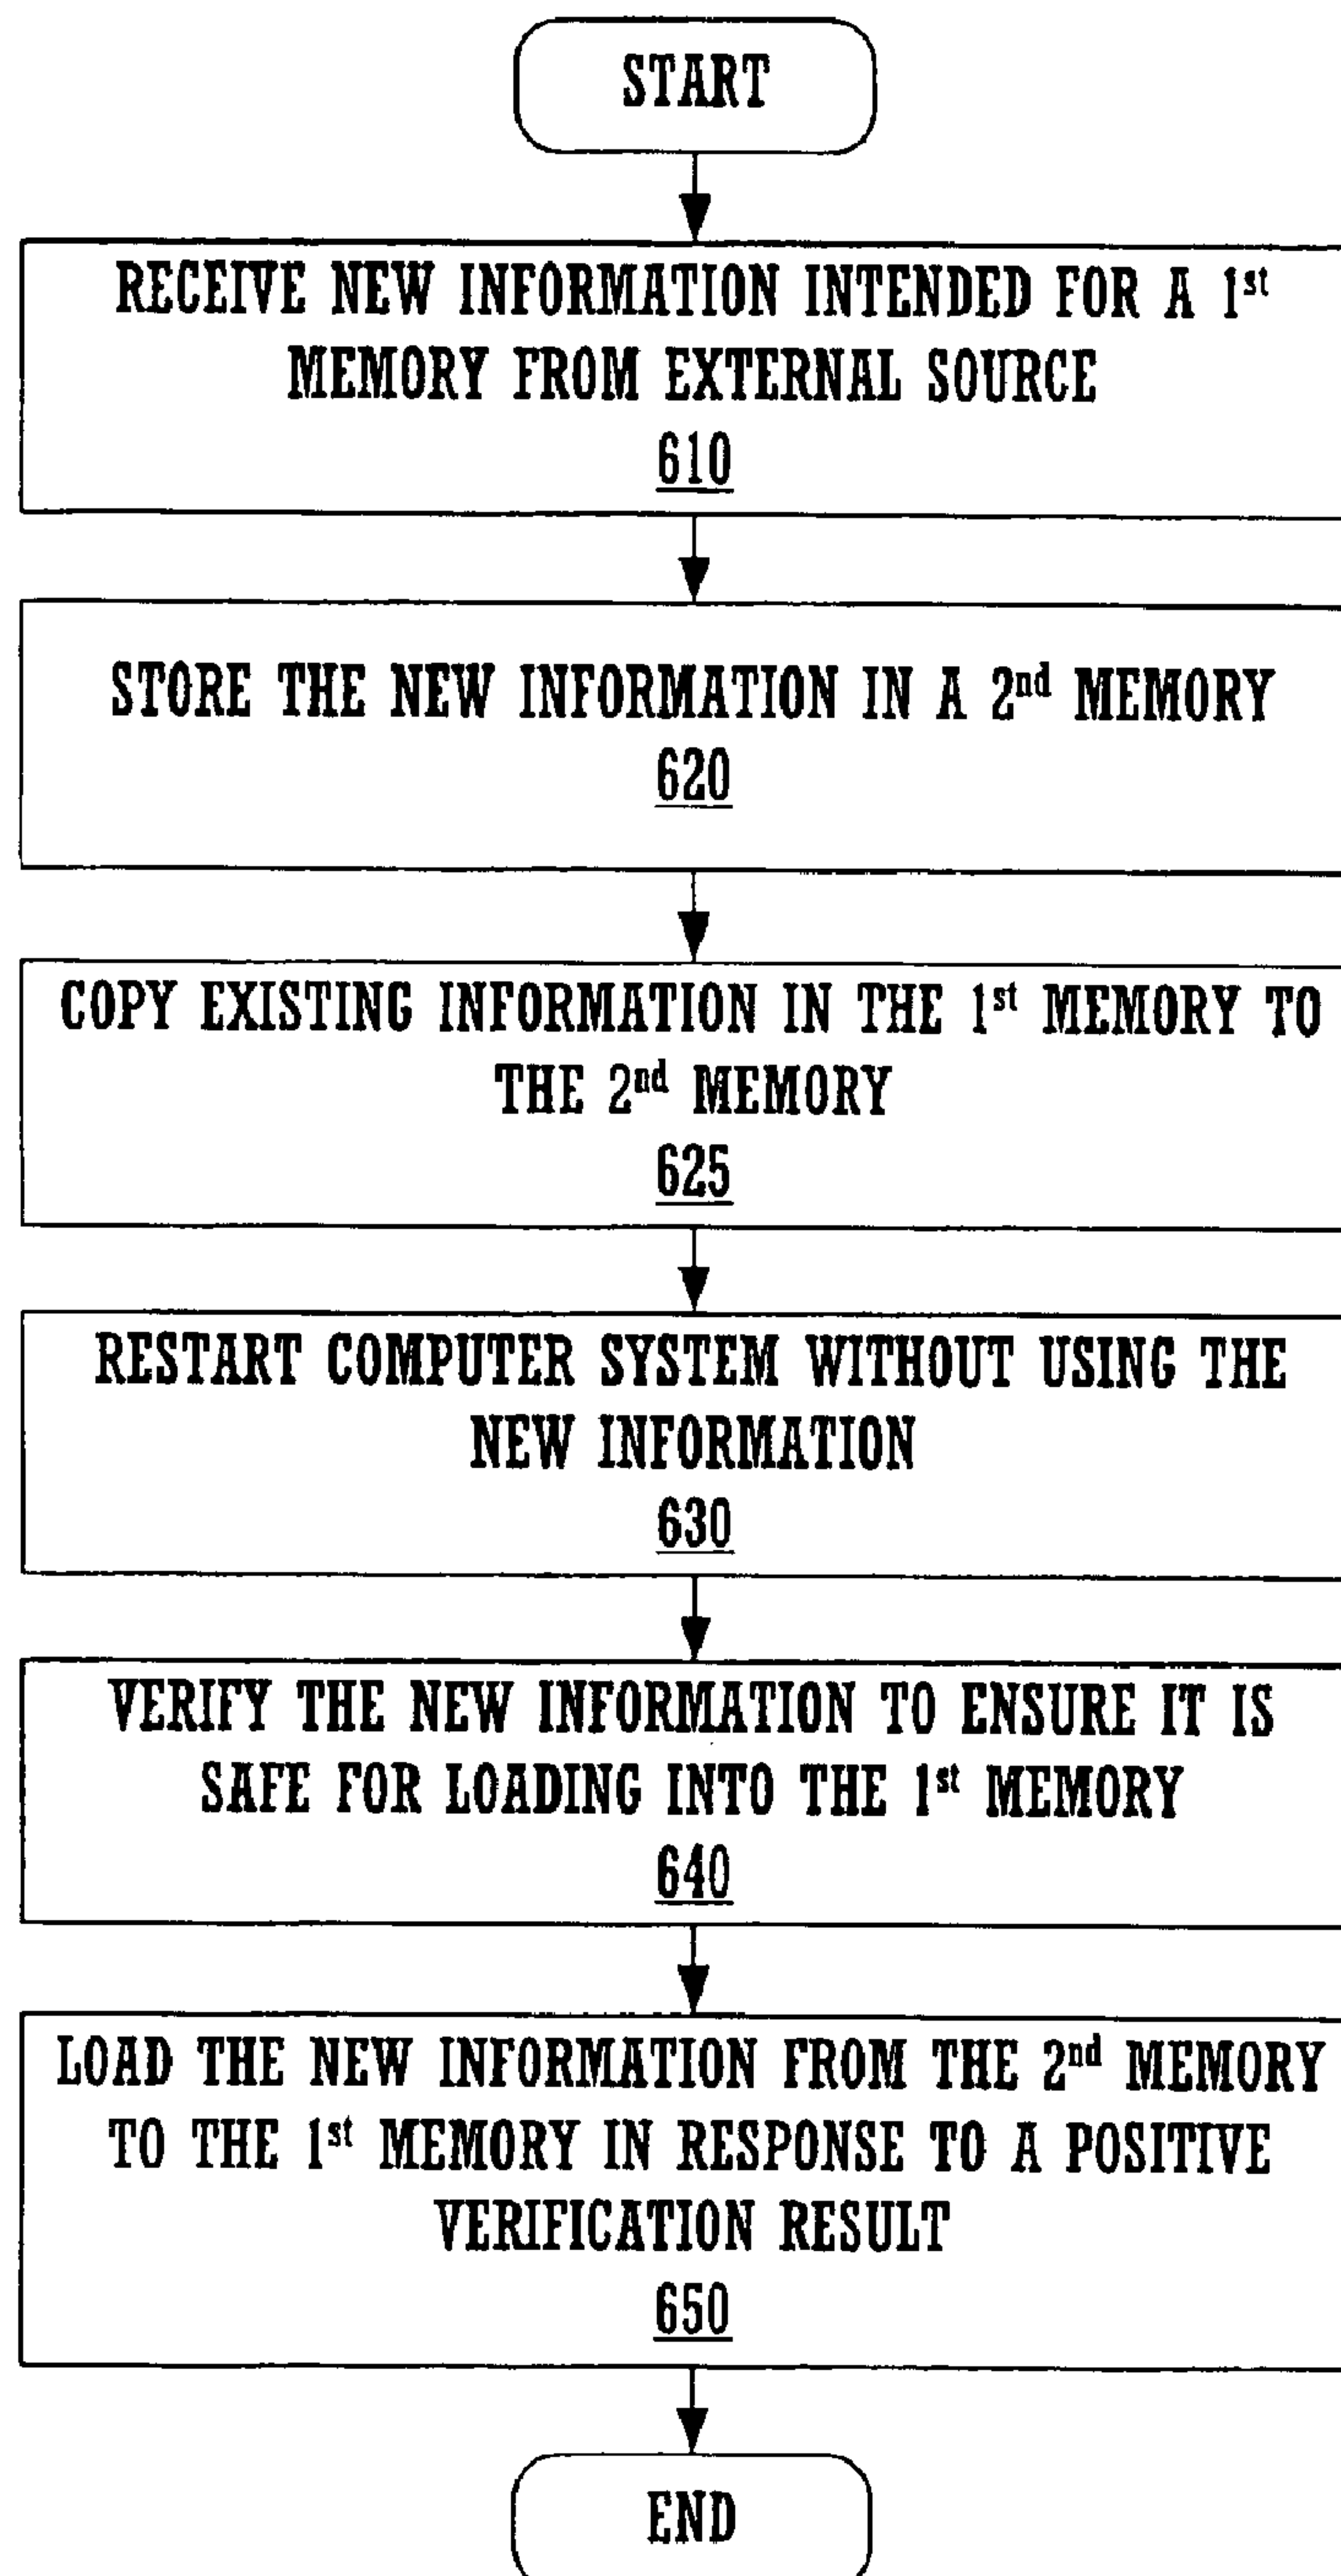 START
RECEIVE NEW INFORMATION INTENDED FOR A 1st
MEMORY FROM EXTERNAL SOURCE
610
STORE THE NEW INFORMATION IN A 2nd MEMORY
620
COPY EXISTING INFORMATION IN THE 1st MEMORY TO
THE 2nd MEMORY
625
RESTART COMPUTER SYSTEM WITHOUT USING THE
NEW INFORMATION
630
VERIFY THE NEW INFORMATION TO ENSURE IT IS
SAFE FOR LOADING INTO THE 1st MEMORY
640
LOAD THE NEW INFORMATION FROM THE 2nd MEMORY
TO THE 1st MEMORY IN RESPONSE TO A POSITIVE
VERIFICATION RESULT
650
END